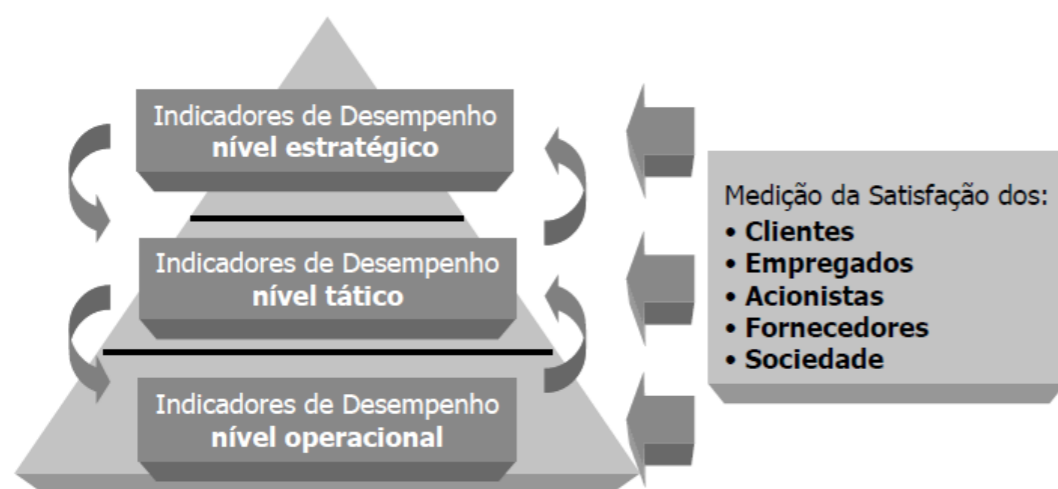 Indicadores de Desempenho
nível estratégico
Indicadores de Desempenho
nível tático
Indicadores de Desempenho
nível operacional
Medição da Satisfação dos:
• Clientes
• Empregados
• Acionistas
• Fornecedores
• Sociedade